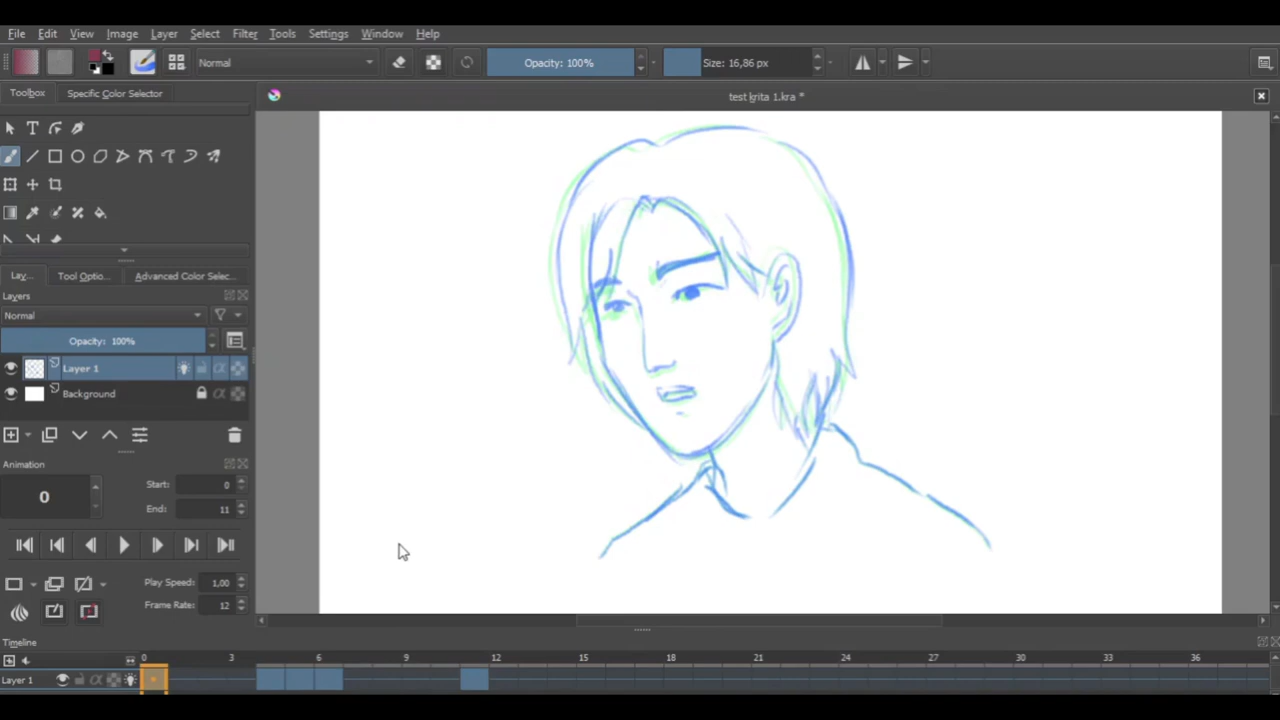 File Edit View Image Layer Select Filter Tools Settings Window Help
Normal Opacity: 100% Size: 16,86 px
Toolbox Specific Color Selector test krita 1.kra *
T
Lay... Tool Optio... Advanced Color Selec...
Layers
Normal
Opacity: 100%
Layer 1
Background
Animation
0 Start: 0
End: 11
Play Speed: 1,00
Frame Rate: 12
Timeline
0 3 6 9 12 15 18 21 24 27 30 33 36
Layer 1